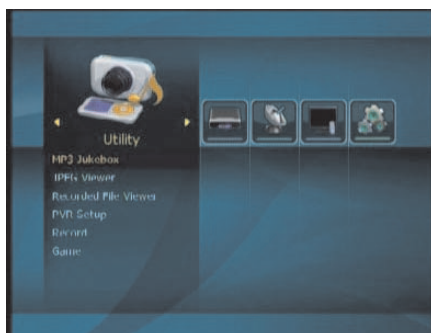 Utility
MP3 Jukebox
JPEG Viewer
Recorded File Viewer
PVR Setup
Record
Game